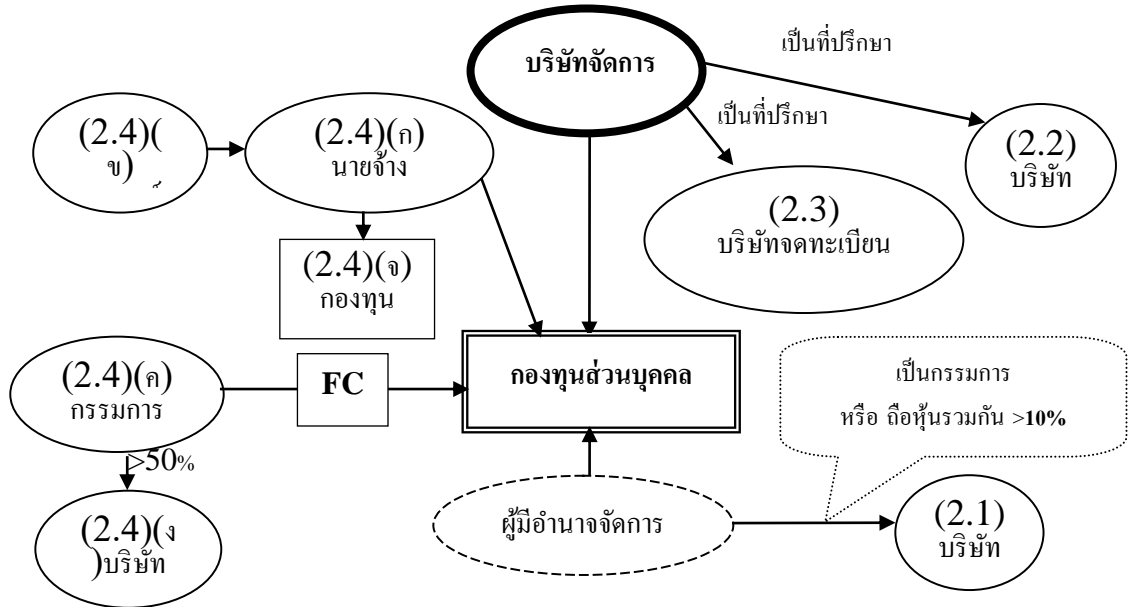 บริษัทจัดการ
เป็นที่ปรึกษา
เป็นที่ปรึกษา
(2.4)(
ข)
(2.4)(ก)
นายจ้าง
(2.2)
บริษัท
(2.3)
บริษัทจดทะเบียน
(2.4)(จ)
กองทุน
(2.4)(ค)
กรรมการ
FC
กองทุนส่วนบุคคล
เป็นกรรมการ
หรือ ถือหุ้นรวมกัน >10%
>50%
(2.4)(ง
)บริษัท
ผู้มีอำนาจจัดการ
(2.1)
บริษัท